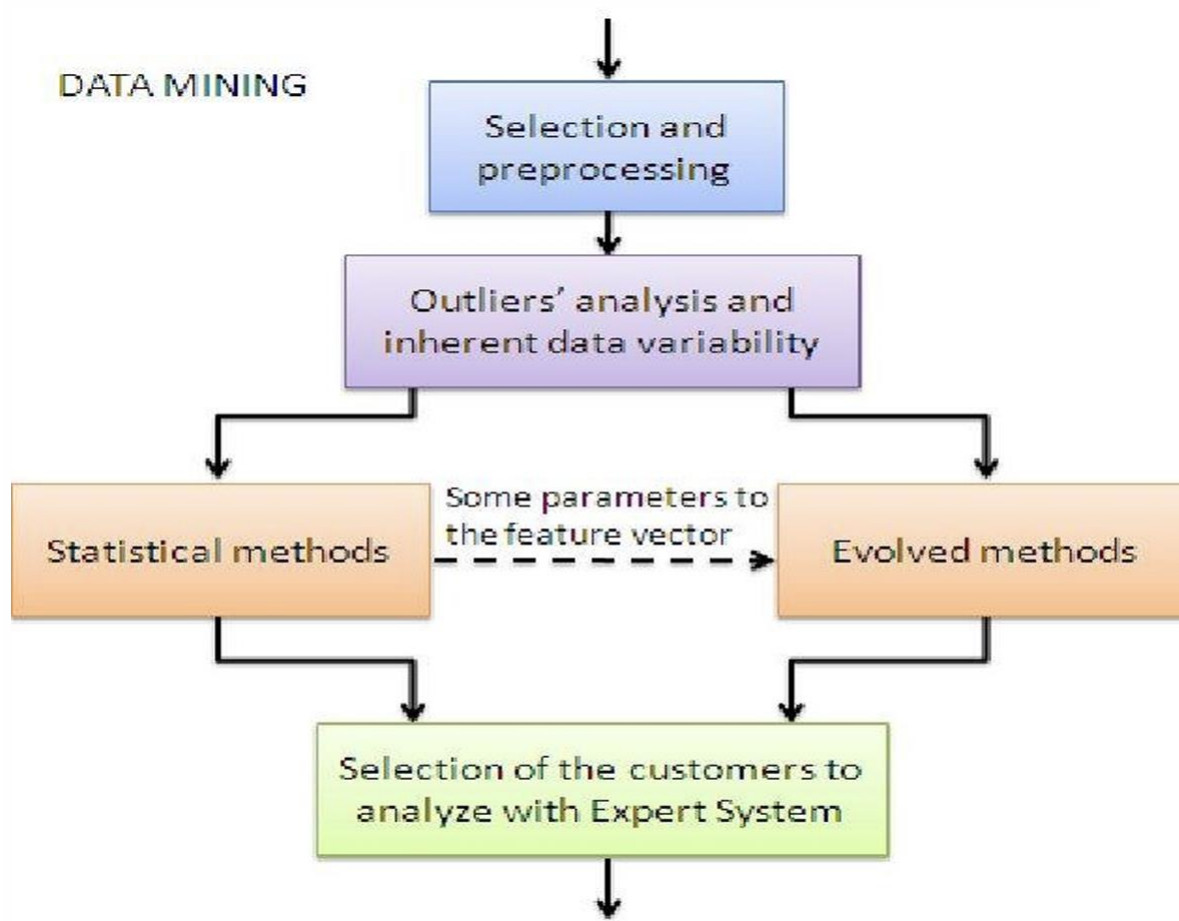 DATA MINING
Selection and
preprocessing
Outliers’ analysis and
inherent data variability
Some parameters to
the feature vector
Statistical methods
Evolved methods
Selection of the customers to
analyze with Expert System